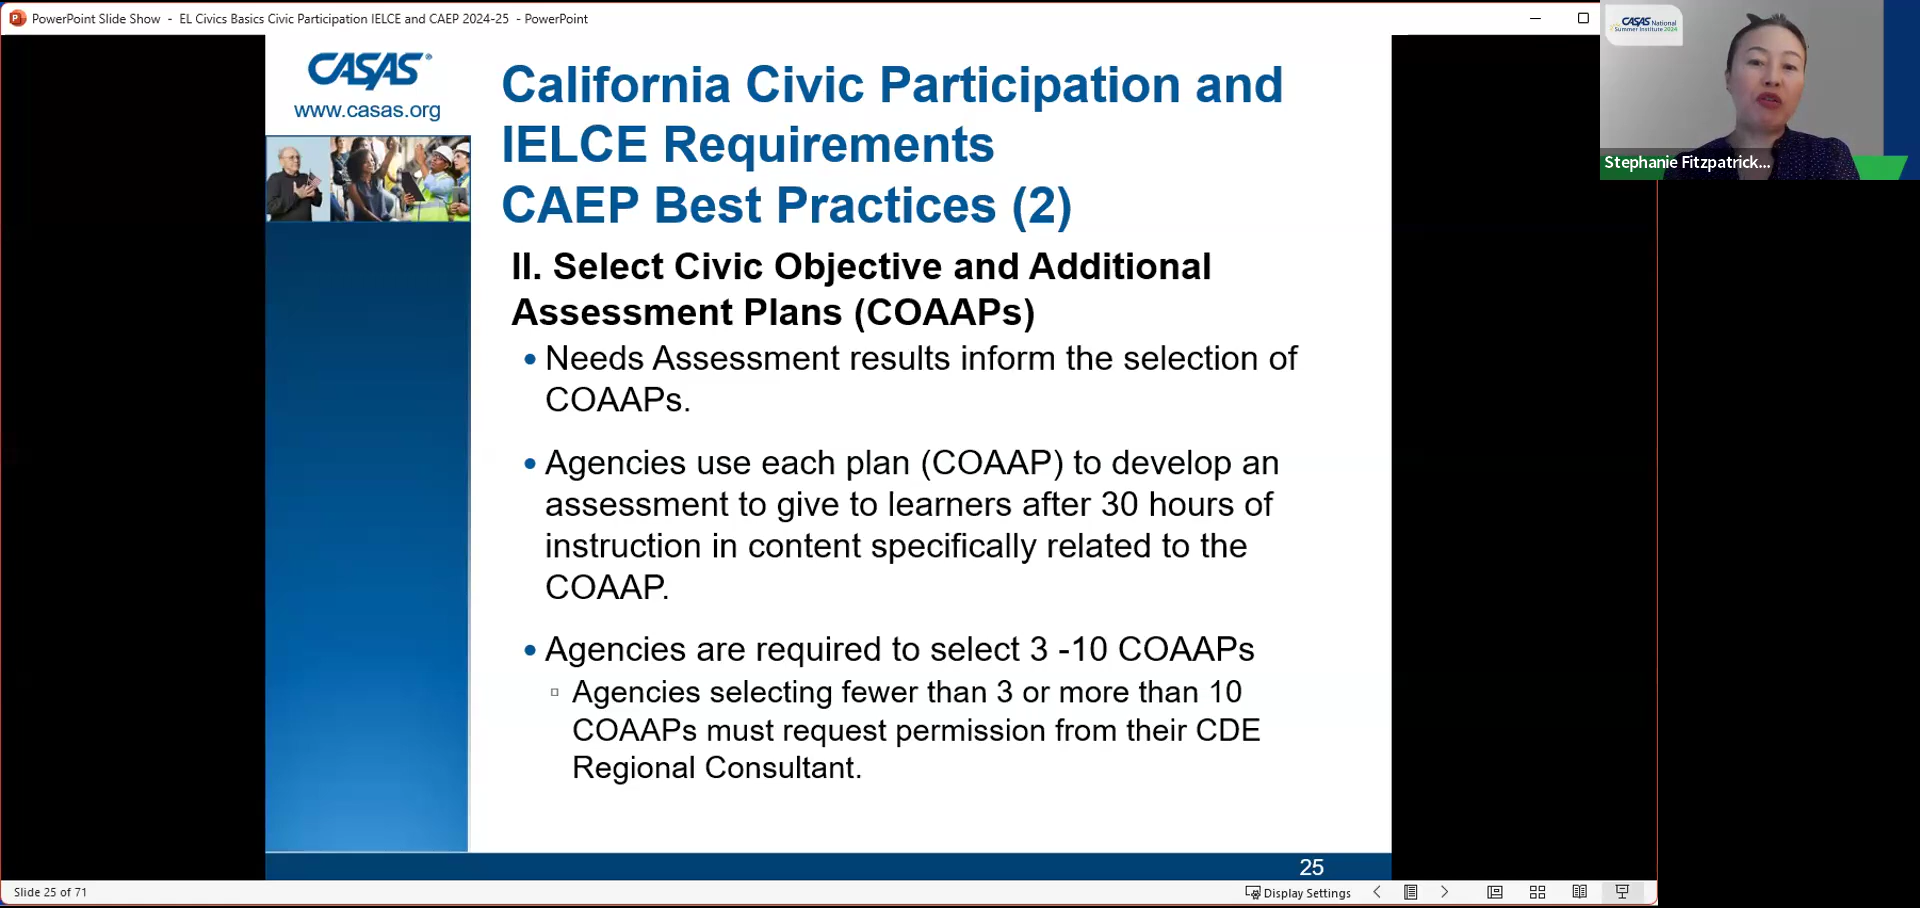 PowerPoint Slide Show - EL Civics Basics Civic Participation IELCE and CAEP 2024-25 - PowerPoint
CASAS National
Summer Institute 2024
Stephanie Fitzpatrick...
CASAS®
www.casas.org
California Civic Participation and
IELCE Requirements
CAEP Best Practices (2)
II. Select Civic Objective and Additional
Assessment Plans (COAAPs)
• Needs Assessment results inform the selection of
COAAPs.
• Agencies use each plan (COAAP) to develop an
assessment to give to learners after 30 hours of
instruction in content specifically related to the
COAAP.
• Agencies are required to select 3 -10 COAAPs
▫ Agencies selecting fewer than 3 or more than 10
COAAPs must request permission from their CDE
Regional Consultant.
25
Slide 25 of 71
Display Settings